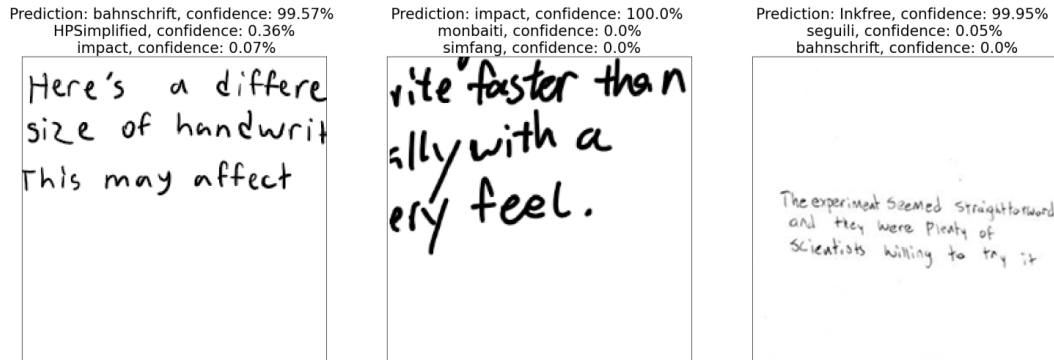 Prediction: bahnschrift, confidence: 99.57%
HPSimplified, confidence: 0.36%
impact, confidence: 0.07%
Here's a differe
size of handwrit
This may affect
Prediction: impact, confidence: 100.0%
monbaiti, confidence: 0.0%
simfang, confidence: 0.0%
rite faster than
ally with a
ery feel.
Prediction: Inkfree, confidence: 99.95%
seguili, confidence: 0.05%
bahnschrift, confidence: 0.0%
The experiment seemed straightforward
and they were Plenty of
scientists willing to try it